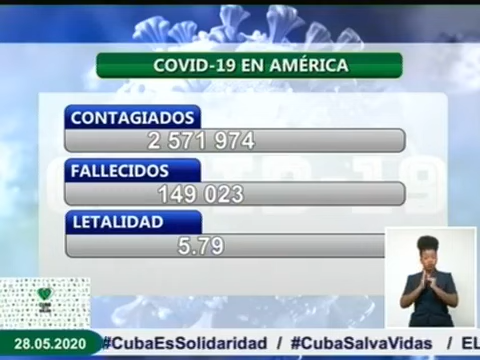 COVID-19 EN AMÉRICA
CONTAGIADOS
2 571 974
FALLECIDOS
149 023
LETALIDAD
5.79
28.05.2020 #CubaEsSolidaridad / #CubaSalvaVidas / EL